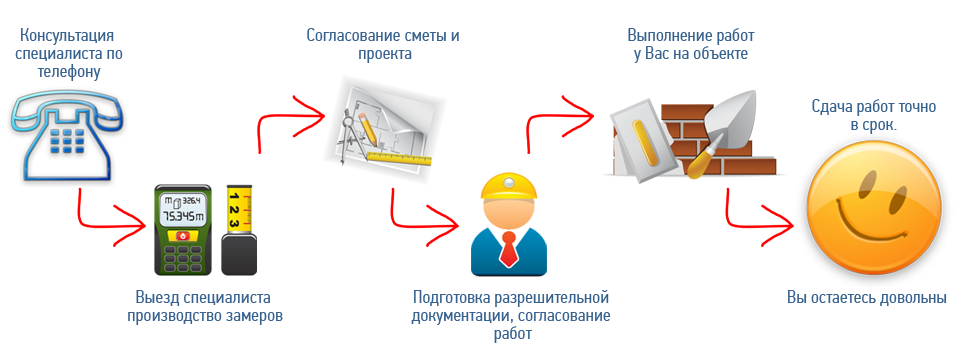 Консультация
специалиста по
телефону
m 326.4
75.345m
1 2 3
Выезд специалиста
производство замеров
Согласование сметы и
проекта
Подготовка разрешительной
документации, согласование
работ
Выполнение работ
у Вас на объекте
Сдача работ точно
в срок.
Вы остаетесь довольны